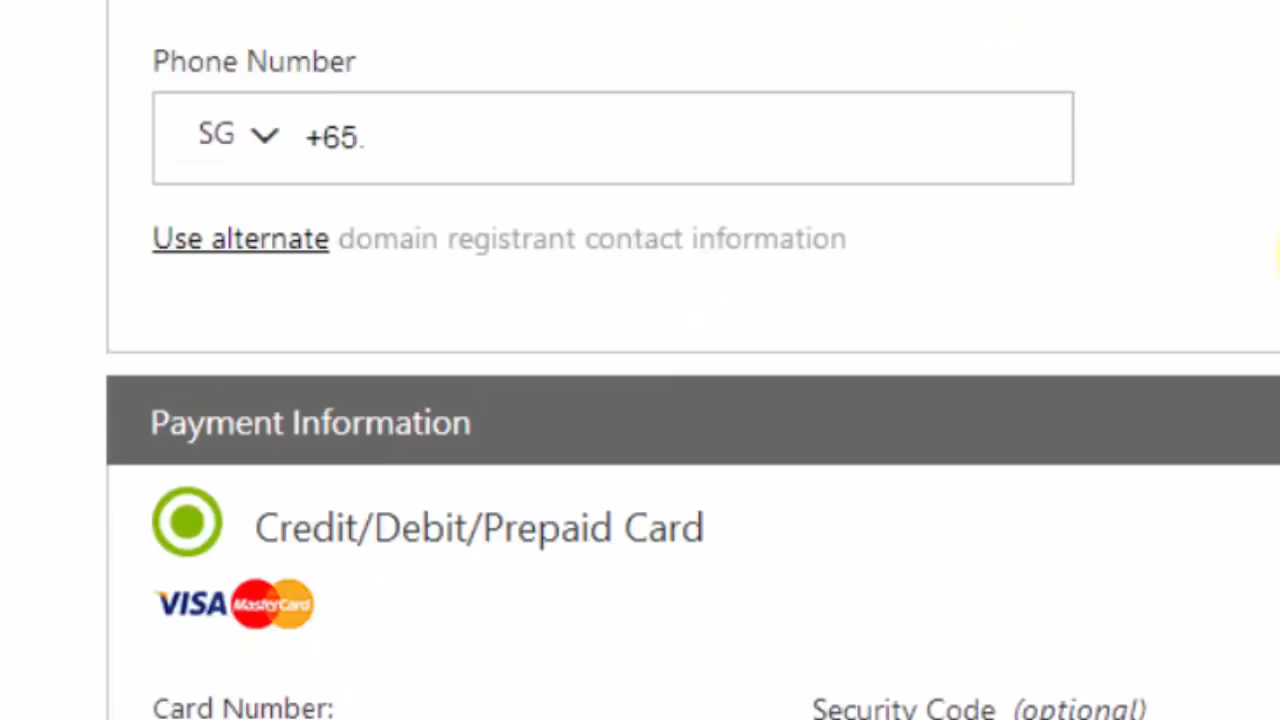 Phone Number
SG +65.
Use alternate domain registrant contact information
Payment Information
Credit/Debit/Prepaid Card
VISA MasterCard
Card Number:
Security Code (optional)